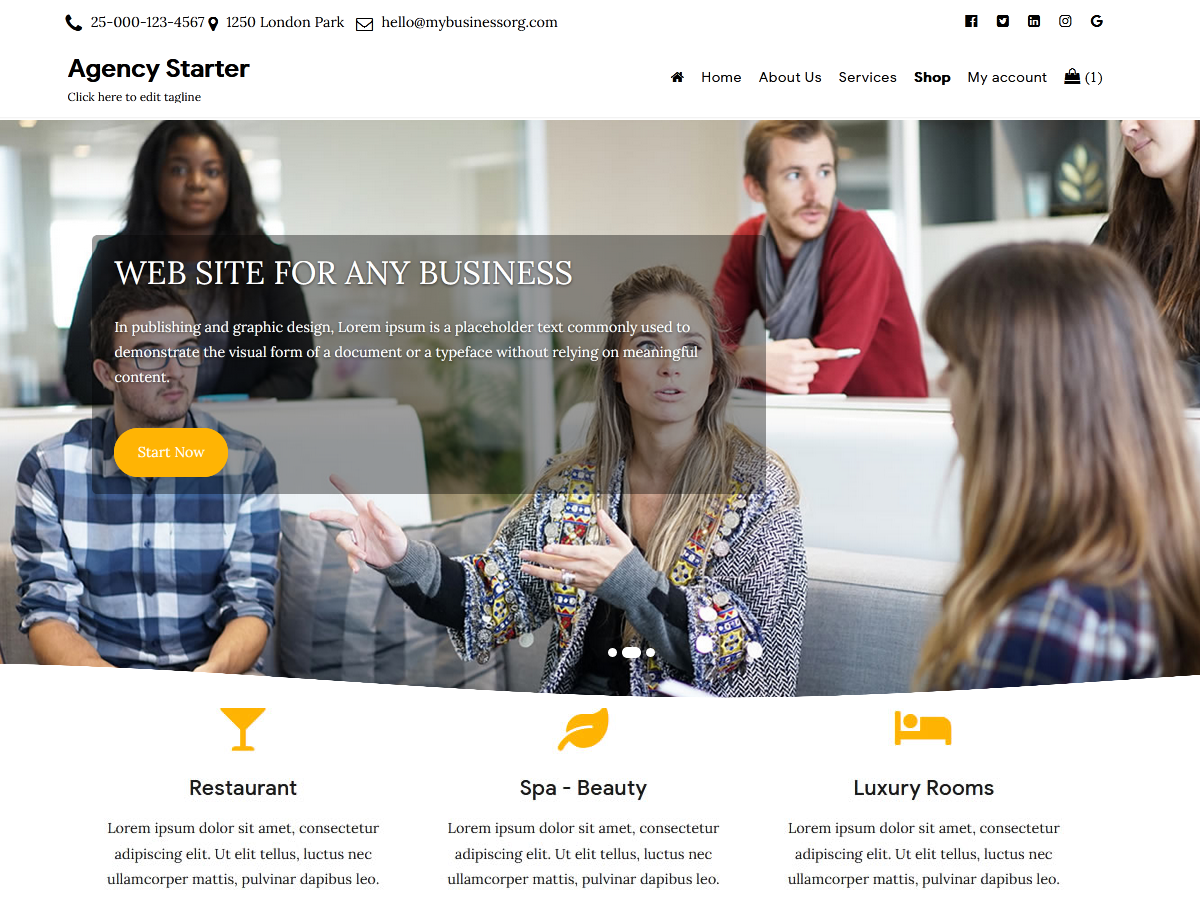 25-000-123-4567 1250 London Park hello@mybusinessorg.com
Agency Starter
Click here to edit tagline
Home About Us Services Shop My account (1)
WEB SITE FOR ANY BUSINESS
In publishing and graphic design, Lorem ipsum is a placeholder text commonly used to
demonstrate the visual form of a document or a typeface without relying on meaningful
content.
Start Now
Restaurant
Lorem ipsum dolor sit amet, consectetur
adipiscing elit. Ut elit tellus, luctus nec
ullamcorper mattis, pulvinar dapibus leo.
Spa - Beauty
Lorem ipsum dolor sit amet, consectetur
adipiscing elit. Ut elit tellus, luctus nec
ullamcorper mattis, pulvinar dapibus leo.
Luxury Rooms
Lorem ipsum dolor sit amet, consectetur
adipiscing elit. Ut elit tellus, luctus nec
ullamcorper mattis, pulvinar dapibus leo.